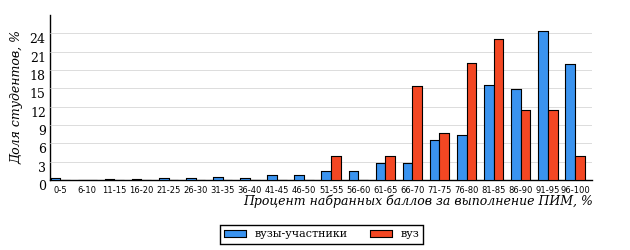 Доля студентов, %
24
21
18
15
12
9
6
3
0
0-5 6-10 11-15 16-20 21-25 26-30 31-35 36-40 41-45 46-50 51-55 56-60 61-65 66-70 71-75 76-80 81-85 86-90 91-95 96-100
Процент набранных баллов за выполнение ПИМ, %
вузы-участники вуз